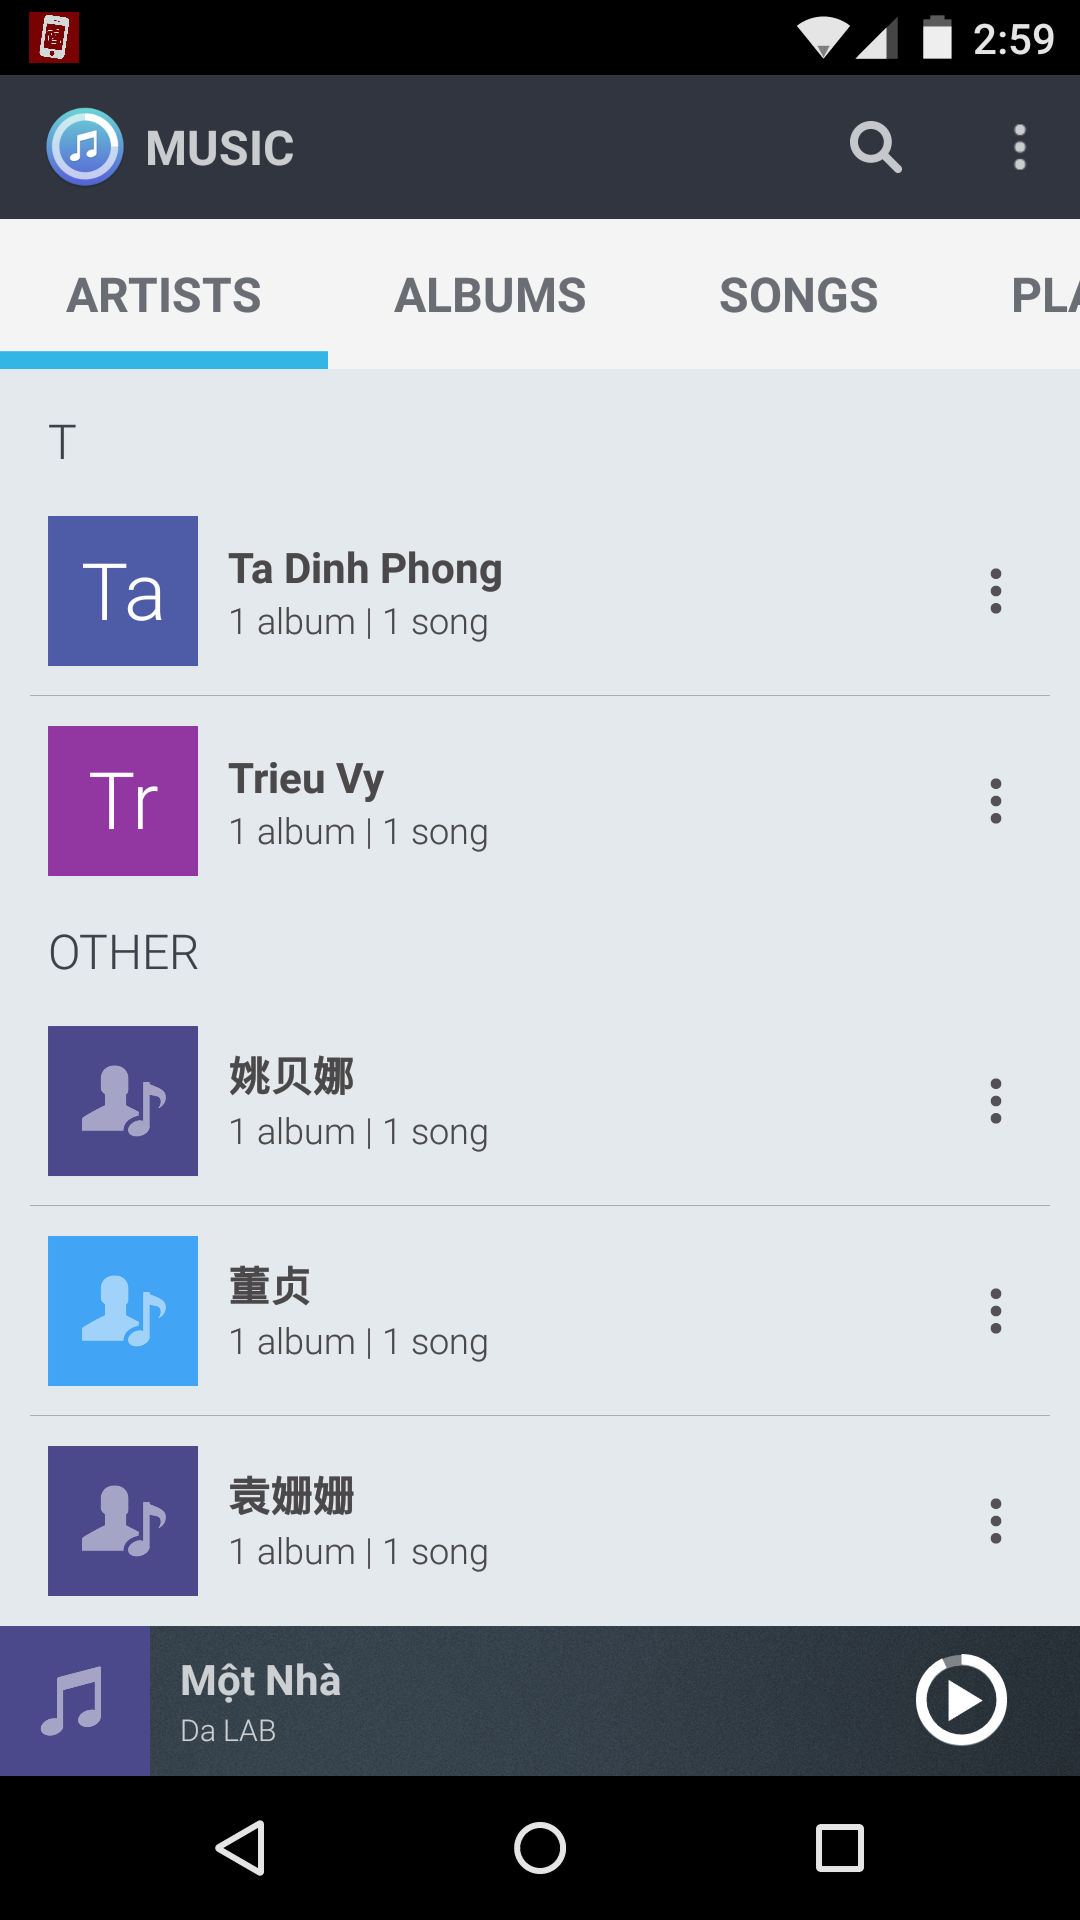 2:59
MUSIC
ARTISTS ALBUMS SONGS PLA
T
Ta
Ta Dinh Phong
1 album | 1 song
Tr
Trieu Vy
1 album | 1 song
OTHER
姚贝娜
1 album | 1 song
董贞
1 album | 1 song
袁姗姗
1 album | 1 song
Một Nhà
Da LAB